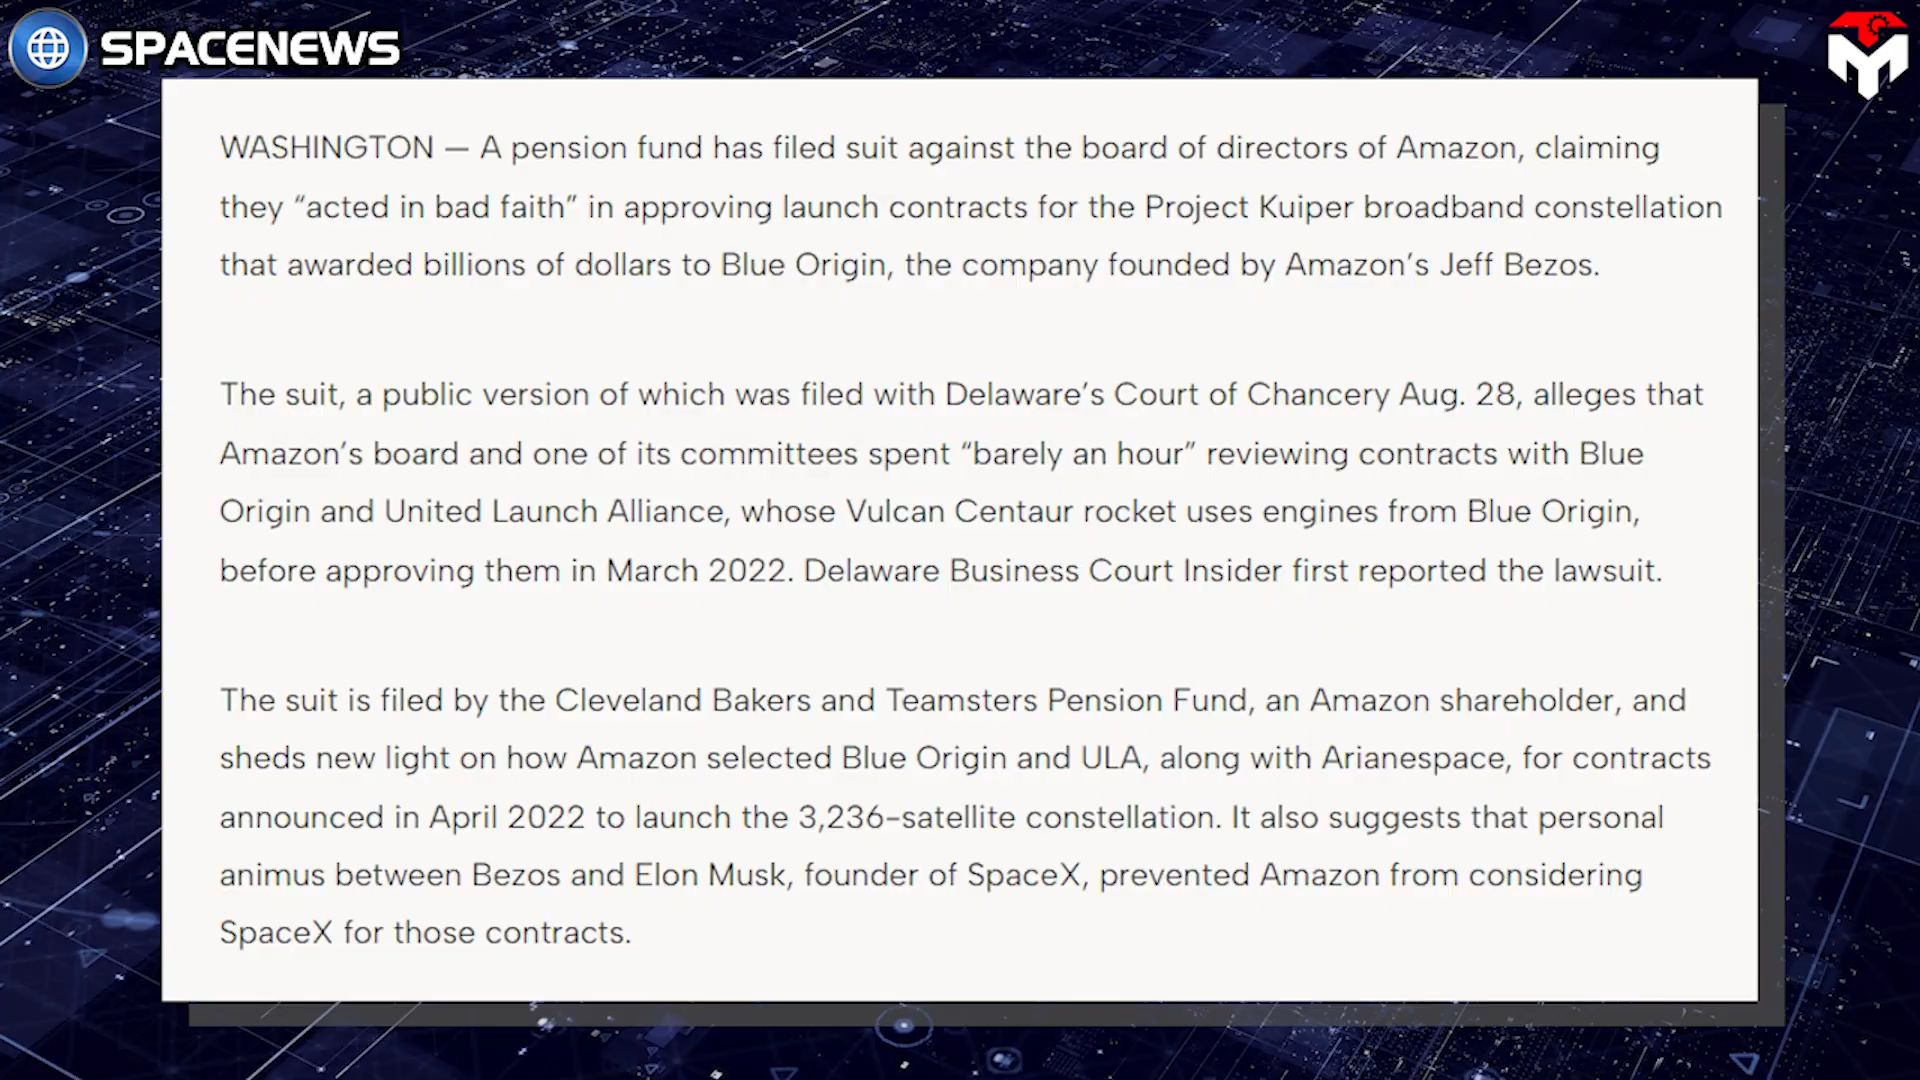 SPACENEWS
WASHINGTON — A pension fund has filed suit against the board of directors of Amazon, claiming
they “acted in bad faith” in approving launch contracts for the Project Kuiper broadband constellation
that awarded billions of dollars to Blue Origin, the company founded by Amazon’s Jeff Bezos.
The suit, a public version of which was filed with Delaware’s Court of Chancery Aug. 28, alleges that
Amazon’s board and one of its committees spent “barely an hour” reviewing contracts with Blue
Origin and United Launch Alliance, whose Vulcan Centaur rocket uses engines from Blue Origin,
before approving them in March 2022. Delaware Business Court Insider first reported the lawsuit.
The suit is filed by the Cleveland Bakers and Teamsters Pension Fund, an Amazon shareholder, and
sheds new light on how Amazon selected Blue Origin and ULA, along with Arianespace, for contracts
announced in April 2022 to launch the 3,236-satellite constellation. It also suggests that personal
animus between Bezos and Elon Musk, founder of SpaceX, prevented Amazon from considering
SpaceX for those contracts.